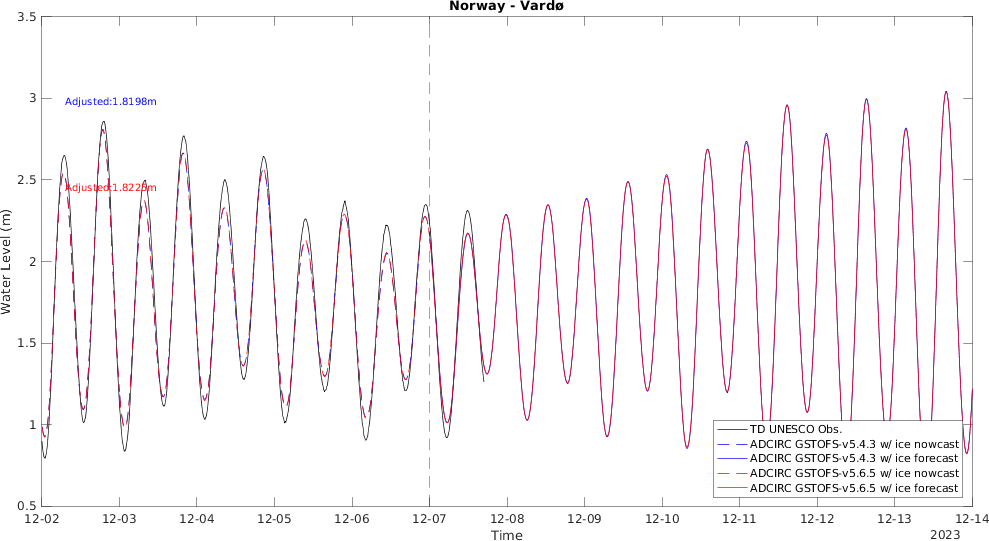 Norway - Vardø
3.5
3
2.5
2
1.5
1
0.5
Water Level (m)
Adjusted:1.8198m
Adjusted:1.8225m
TD UNESCO Obs.
ADCIRC GSTOFS-v5.4.3 w/ ice nowcast
ADCIRC GSTOFS-v5.4.3 w/ ice forecast
ADCIRC GSTOFS-v5.6.5 w/ ice nowcast
ADCIRC GSTOFS-v5.6.5 w/ ice forecast
12-02 12-03 12-04 12-05 12-06 12-07 12-08 12-09 12-10 12-11 12-12 12-13 12-14
Time
2023